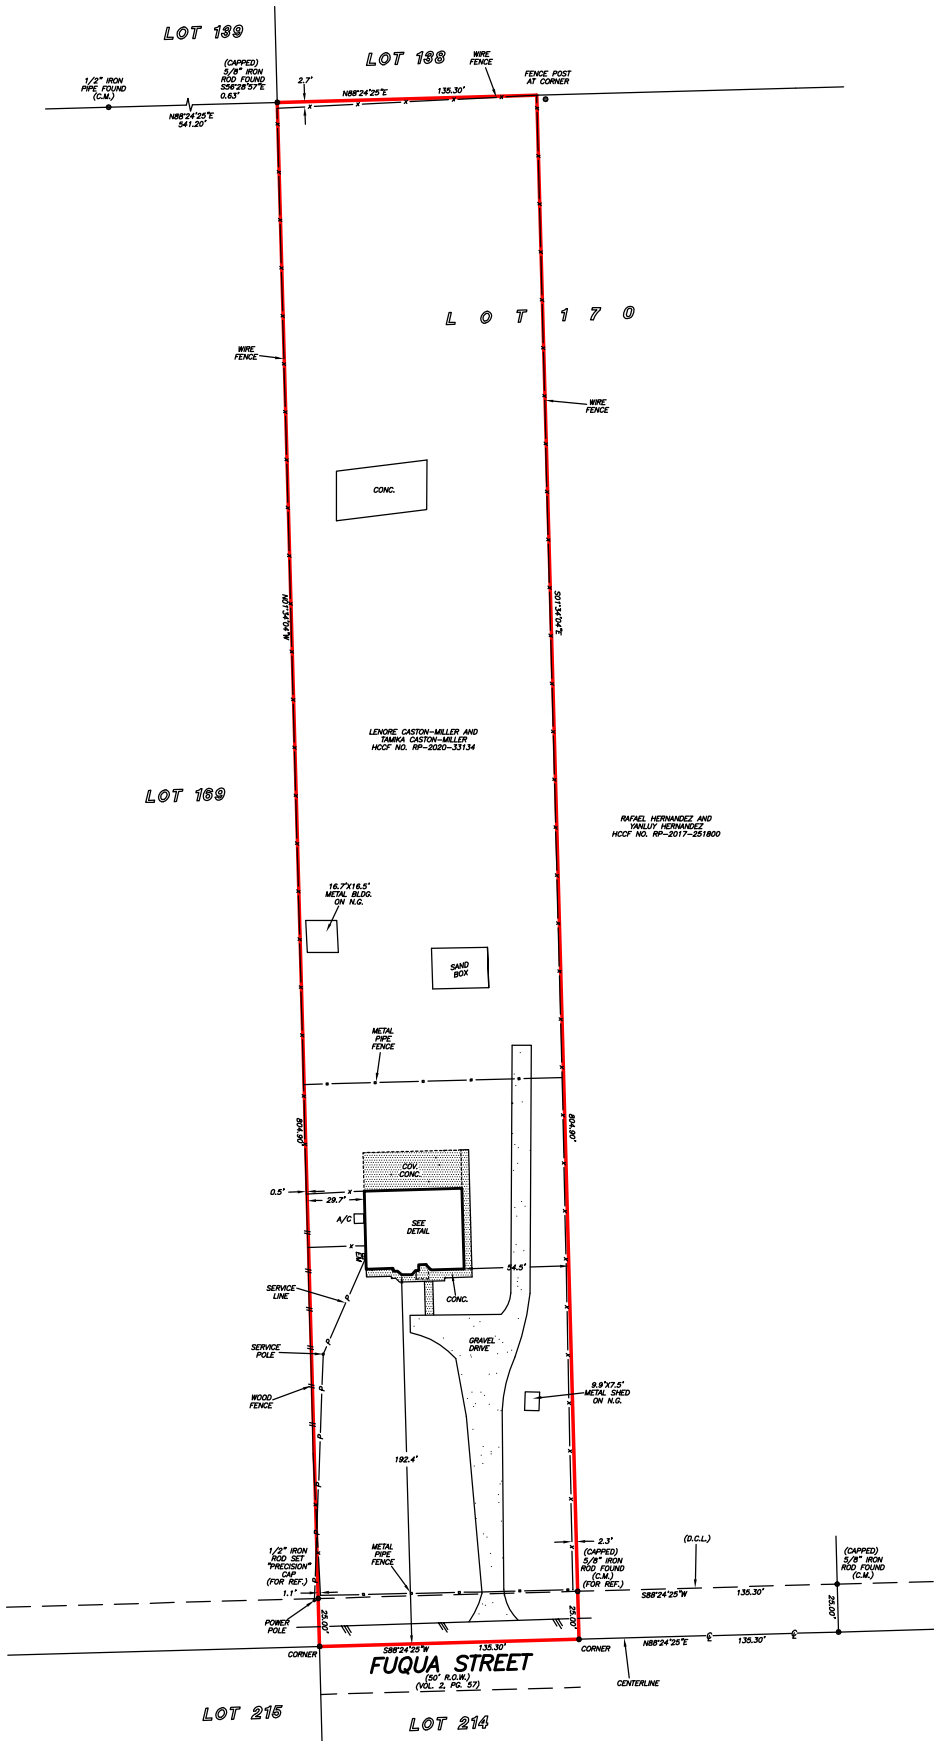 LOT 139
LOT 138
(CAPPED)
5/8" IRON
ROD FOUND
S56°28'57"E
0.63'
1/2" IRON
PIPE FOUND
(C.M.)
N88°24'25"E
541.20'
2.7'
N88°24'25"E 135.30'
WIRE
FENCE
FENCE POST
AT CORNER
LOT 170
WIRE
FENCE
WIRE
FENCE
CONC.
N01°34'04"W
S01°34'04"E
LENORE CASTON-MILLER AND
TAMIKA CASTON-MILLER
HCCF NO. RP-2020-33134
LOT 169
RAFAEL HERNANDEZ AND
YANLUY HERNANDEZ
HCCF NO. RP-2017-251800
16.7'X16.5'
METAL BLDG.
ON N.G.
SAND
BOX
METAL
PIPE
FENCE
804.90'
804.90'
COV.
CONC.
0.5'
29.7'
A/C
SEE
DETAIL
EM
54.5'
CONC.
SERVICE
LINE
SERVICE
POLE
GRAVEL
DRIVE
WOOD
FENCE
9.9'X7.5'
METAL SHED
ON N.G.
192.4'
1/2" IRON
ROD SET
"PRECISION"
CAP
(FOR REF.)
1.1'
METAL
PIPE
FENCE
2.3'
(CAPPED)
5/8" IRON
ROD FOUND
(C.M.)
(FOR REF.)
(D.C.L.)
(CAPPED)
5/8" IRON
ROD FOUND
(C.M.)
S88°24'25"W 135.30'
POWER
POLE
25.00'
25.00'
25.00'
CORNER
S88°24'25"W 135.30'
CORNER
N88°24'25"E 135.30'
FUQUA STREET
(50' R.O.W.)
(VOL. 2, PG. 57)
CENTERLINE
LOT 215
LOT 214